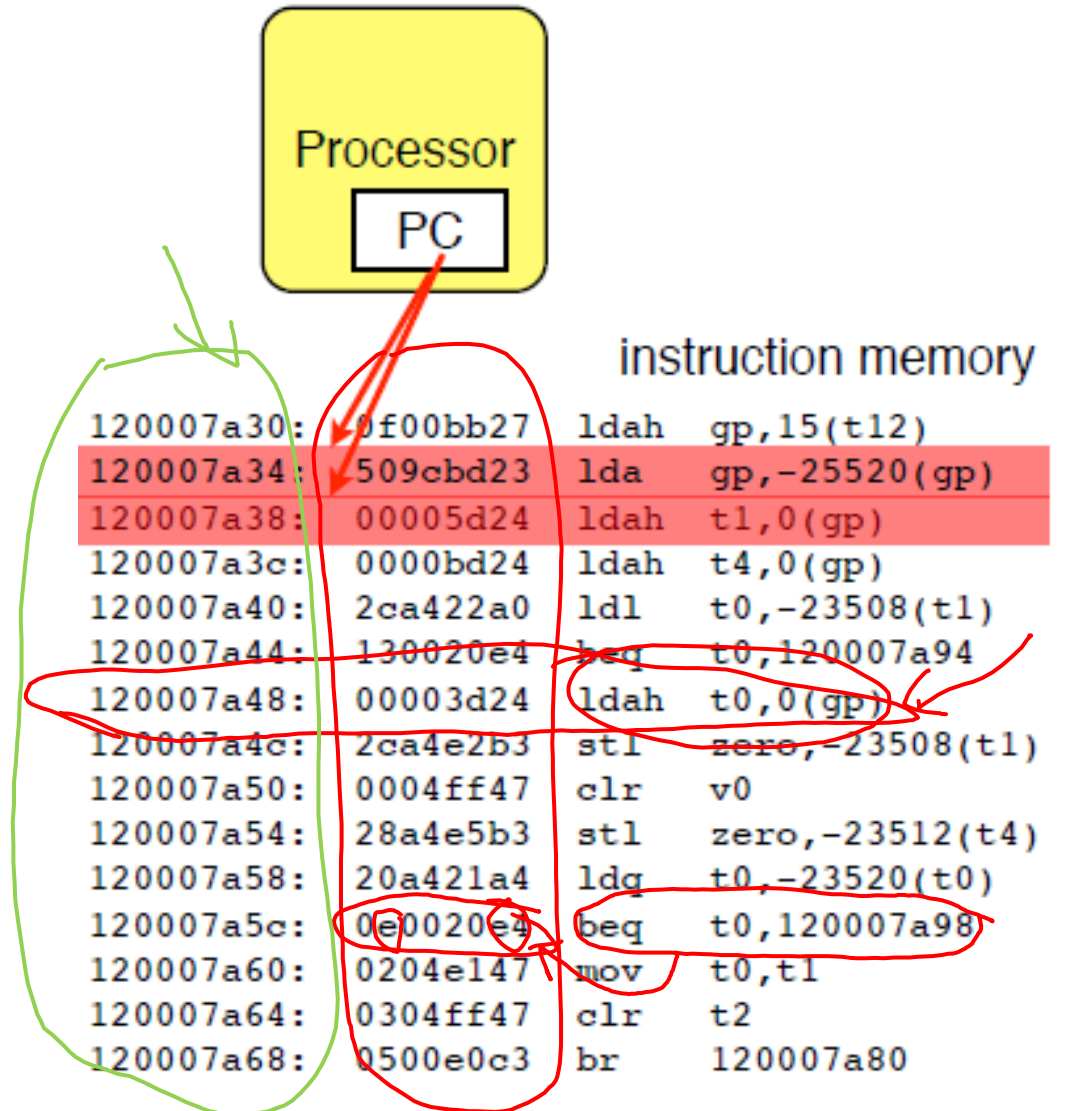 Processor
PC
instruction memory
120007a30: 0f00bb27 ldah gp,15(t12)
120007a34: 509cbd23 lda gp,-25520(gp)
120007a38: 00005d24 ldah t1,0(gp)
120007a3c: 0000bd24 ldah t4,0(gp)
120007a40: 2ca422a0 ldl t0,-23508(t1)
120007a44: 130020e4 beq t0,120007a94
120007a48: 00003d24 ldah t0,0(gp)
120007a4c: 2ca4e2b3 stl zero,-23508(t1)
120007a50: 0004ff47 clr v0
120007a54: 28a4e5b3 stl zero,-23512(t4)
120007a58: 20a421a4 ldq t0,-23520(t0)
120007a5c: 0e0020e4 beq t0,120007a98
120007a60: 0204e147 mov t0,t1
120007a64: 0304ff47 clr t2
120007a68: 0500e0c3 br 120007a80